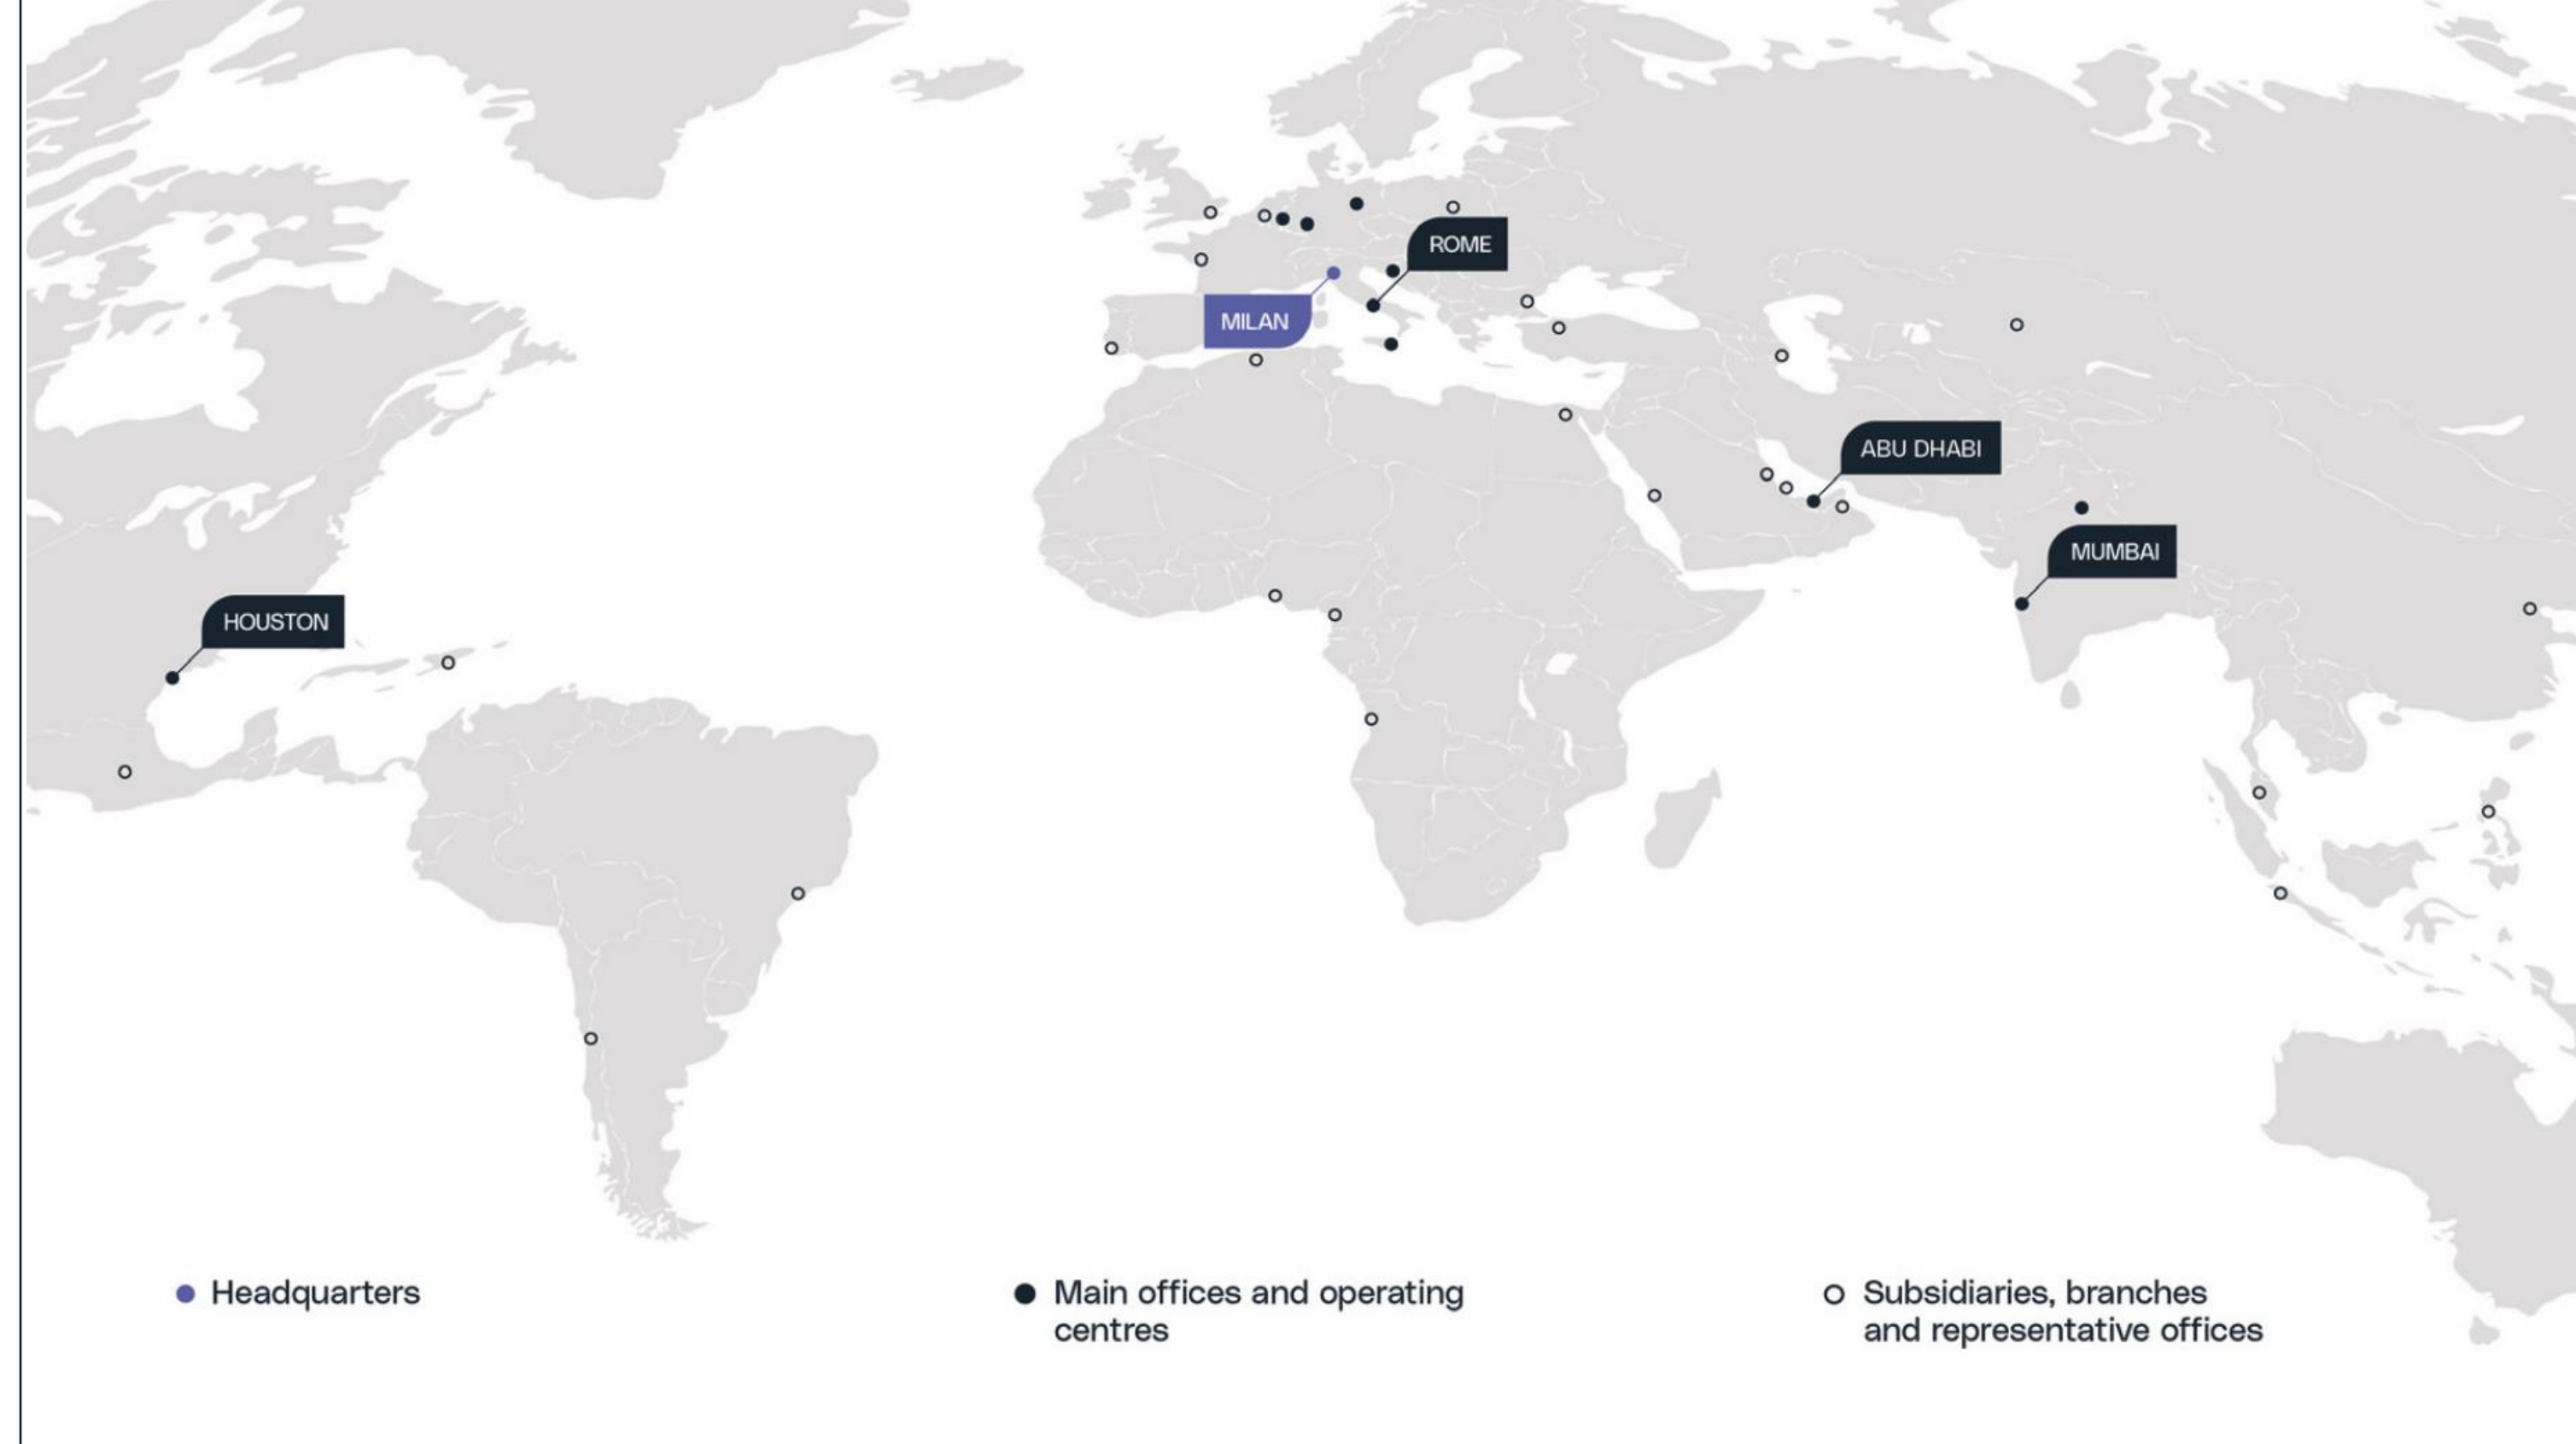 ROME
MILAN
ABU DHABI
MUMBAI
HOUSTON
Headquarters
Main offices and operating
centres
Subsidiaries, branches
and representative offices